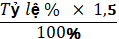 Tỷ lệ % × 1,5
100%